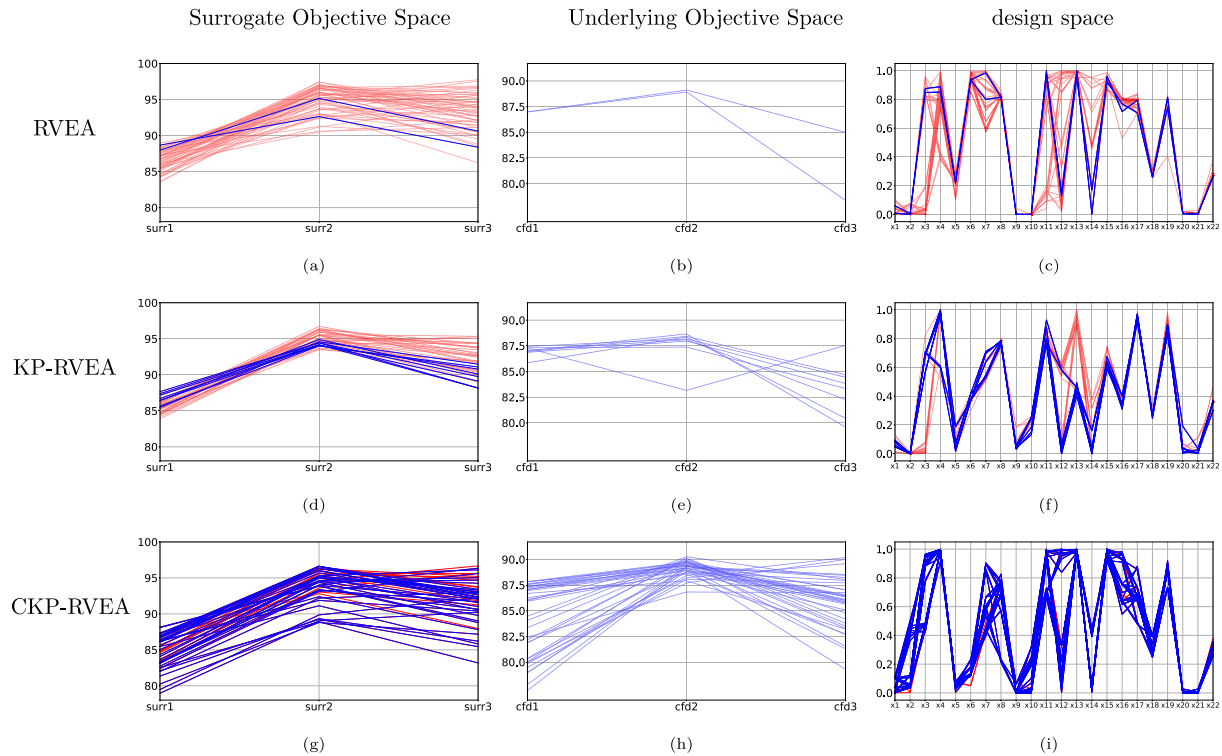 Surrogate Objective Space Underlying Objective Space design space
RVEA
100
95
90
85
80
surr1 surr2 surr3
(a)
90.0
87.5
85.0
82.5
80.0
cfd1 cfd2 cfd3
(b)
1.0
0.8
0.6
0.4
0.2
0.0
x1 x2 x3 x4 x5 x6 x7 x8 x9 x10 x11 x12 x13 x14 x15 x16 x17 x18 x19 x20 x21 x22
(c)
KP-RVEA
100
95
90
85
80
surr1 surr2 surr3
(d)
90.0
87.5
85.0
82.5
80.0
cfd1 cfd2 cfd3
(e)
1.0
0.8
0.6
0.4
0.2
0.0
x1 x2 x3 x4 x5 x6 x7 x8 x9 x10 x11 x12 x13 x14 x15 x16 x17 x18 x19 x20 x21 x22
(f)
CKP-RVEA
100
95
90
85
80
surr1 surr2 surr3
(g)
90.0
87.5
85.0
82.5
80.0
cfd1 cfd2 cfd3
(h)
1.0
0.8
0.6
0.4
0.2
0.0
x1 x2 x3 x4 x5 x6 x7 x8 x9 x10 x11 x12 x13 x14 x15 x16 x17 x18 x19 x20 x21 x22
(i)